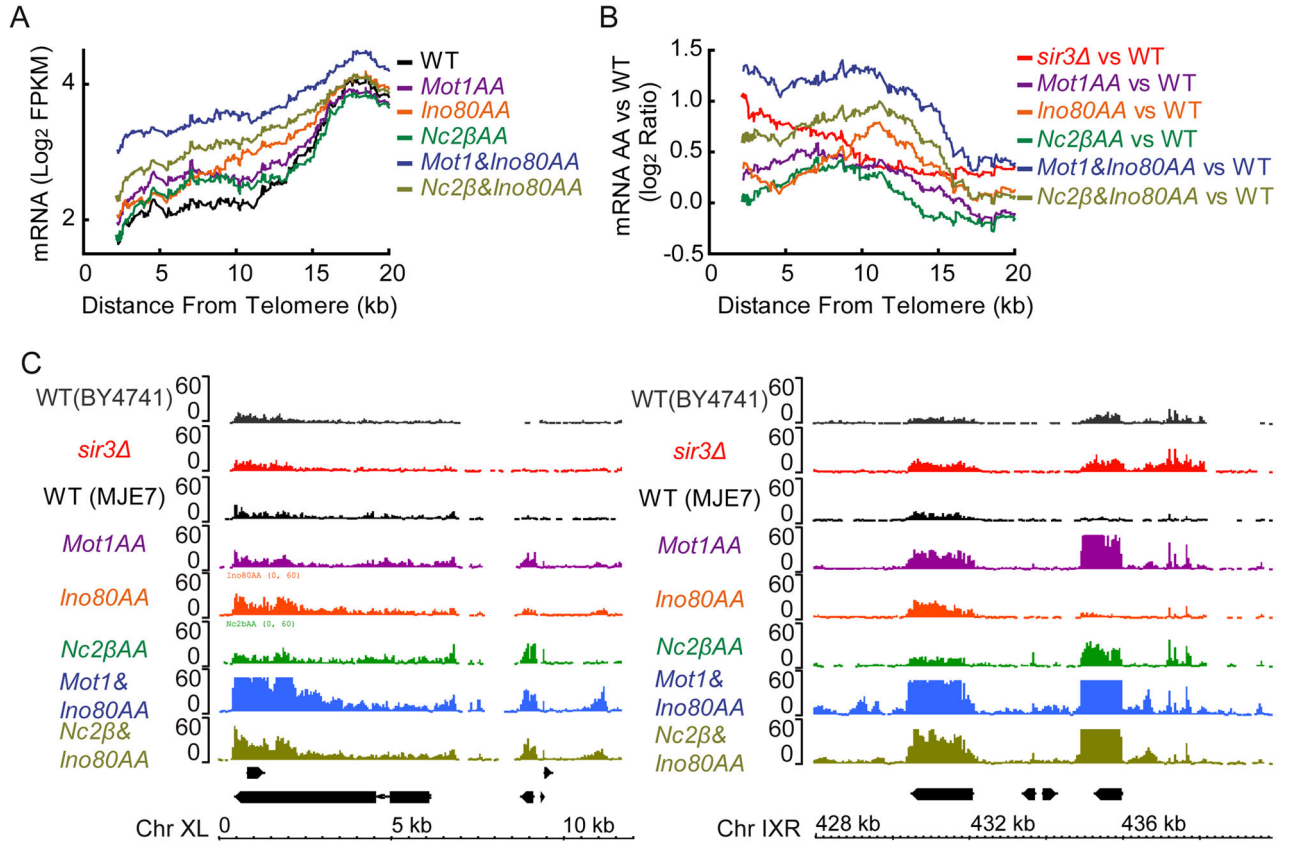 A
mRNA (Log2 FPKM)
4
2
0
5
10
15
20
Distance From Telomere (kb)
WT
Mot1AA
Ino80AA
Nc2βAA
Mot1&Ino80AA
Nc2β&Ino80AA
B
mRNA AA vs WT
(log2 Ratio)
1.5
1.0
0.5
0.0
-0.5
0
5
10
15
20
Distance From Telomere (kb)
sir3Δ vs WT
Mot1AA vs WT
Ino80AA vs WT
Nc2βAA vs WT
Mot1&Ino80AA vs WT
Nc2β&Ino80AA vs WT
C
WT(BY4741)
60
0
sir3Δ
60
0
WT (MJE7)
60
0
Mot1AA
60
0
Ino80AA (0, 60)
Ino80AA
60
0
Nc2bAA (0, 60)
Nc2βAA
60
0
Mot1&
Ino80AA
60
0
Nc2β&
Ino80AA
60
0
Chr XL
0
5 kb
10 kb
WT(BY4741)
60
0
sir3Δ
60
0
WT (MJE7)
60
0
Mot1AA
60
0
Ino80AA
60
0
Nc2βAA
60
0
Mot1&
Ino80AA
60
0
Nc2β&
Ino80AA
60
0
Chr IXR
428 kb
432 kb
436 kb